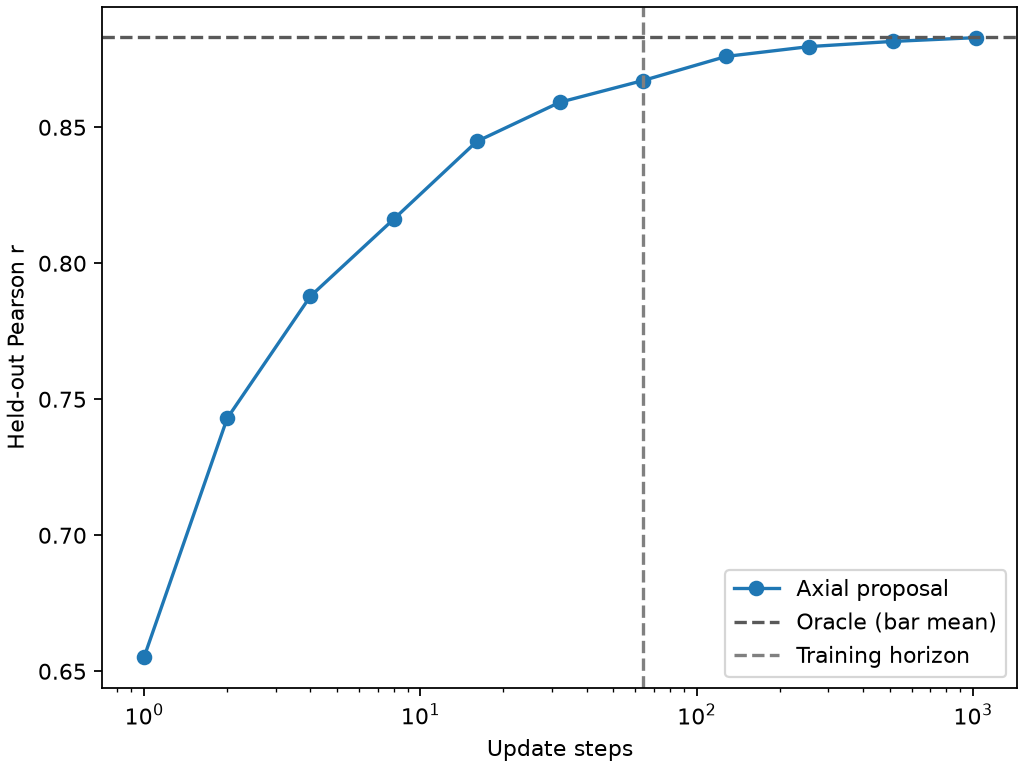 Held-out Pearson r
0.85
0.80
0.75
0.70
0.65
Axial proposal
Oracle (bar mean)
Training horizon
10⁰ 10¹ 10² 10³
Update steps